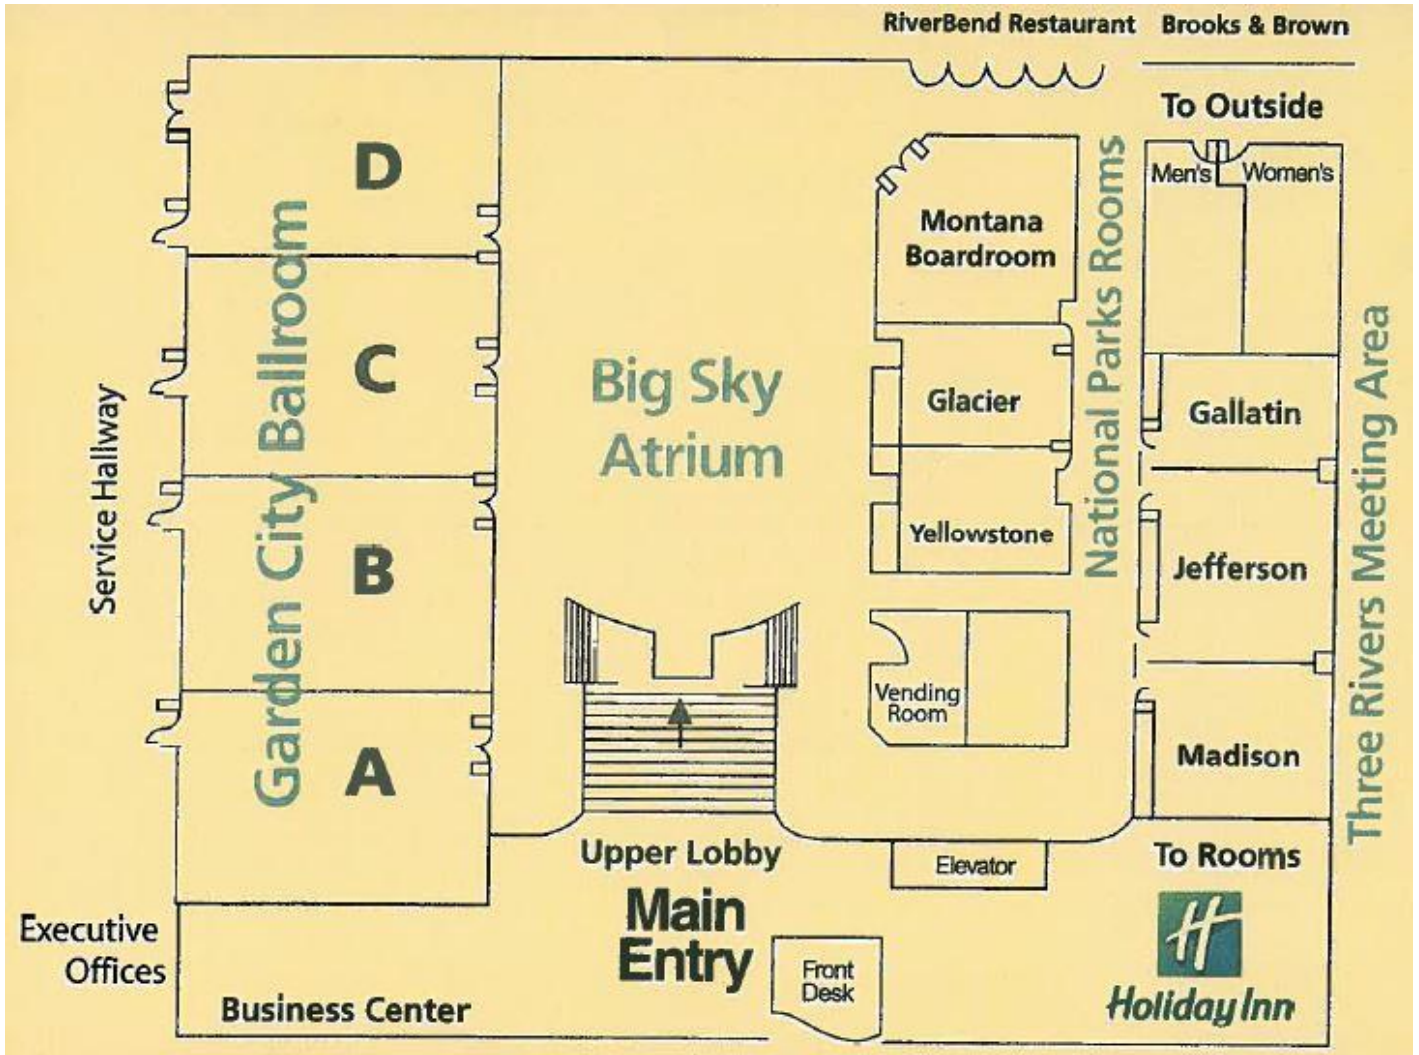 RiverBend Restaurant
Brooks & Brown
To Outside
Men's
Women's
D
Montana
Boardroom
C
Big Sky
Atrium
Glacier
Gallatin
B
Yellowstone
Jefferson
A
Vending
Room
Madison
Garden City Ballroom
Service Hallway
National Parks Rooms
Three Rivers Meeting Area
Upper Lobby
Elevator
To Rooms
Main
Entry
Executive
Offices
Front
Desk
Business Center
H
Holiday Inn